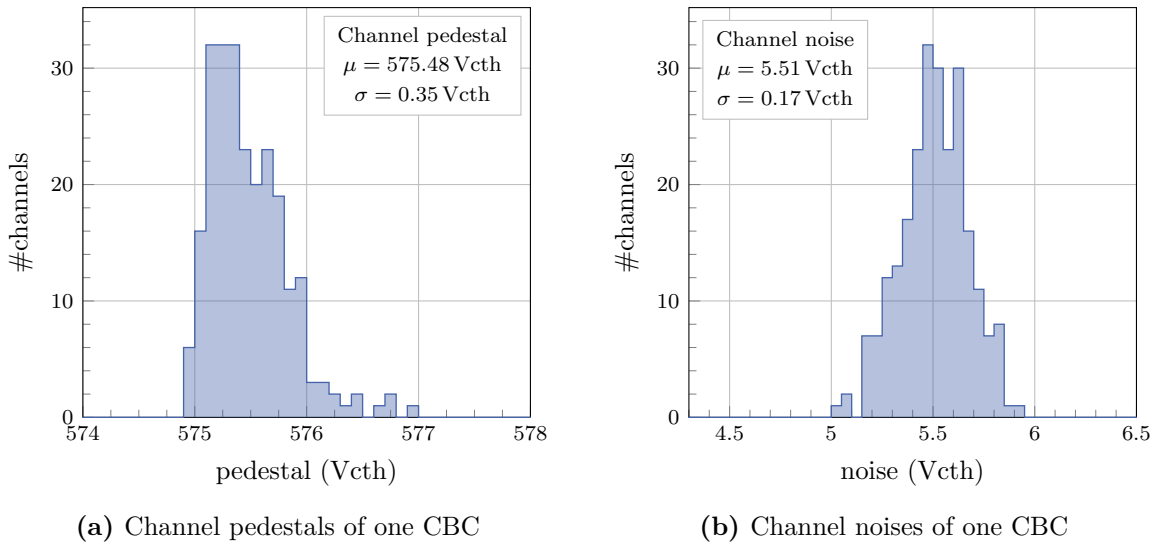 Channel pedestal
μ = 575.48 Vcth
σ = 0.35 Vcth
30
20
10
0
#channels
574
575
576
577
578
pedestal (Vcth)
(a) Channel pedestals of one CBC
Channel noise
μ = 5.51 Vcth
σ = 0.17 Vcth
30
20
10
0
#channels
4.5
5
5.5
6
6.5
noise (Vcth)
(b) Channel noises of one CBC